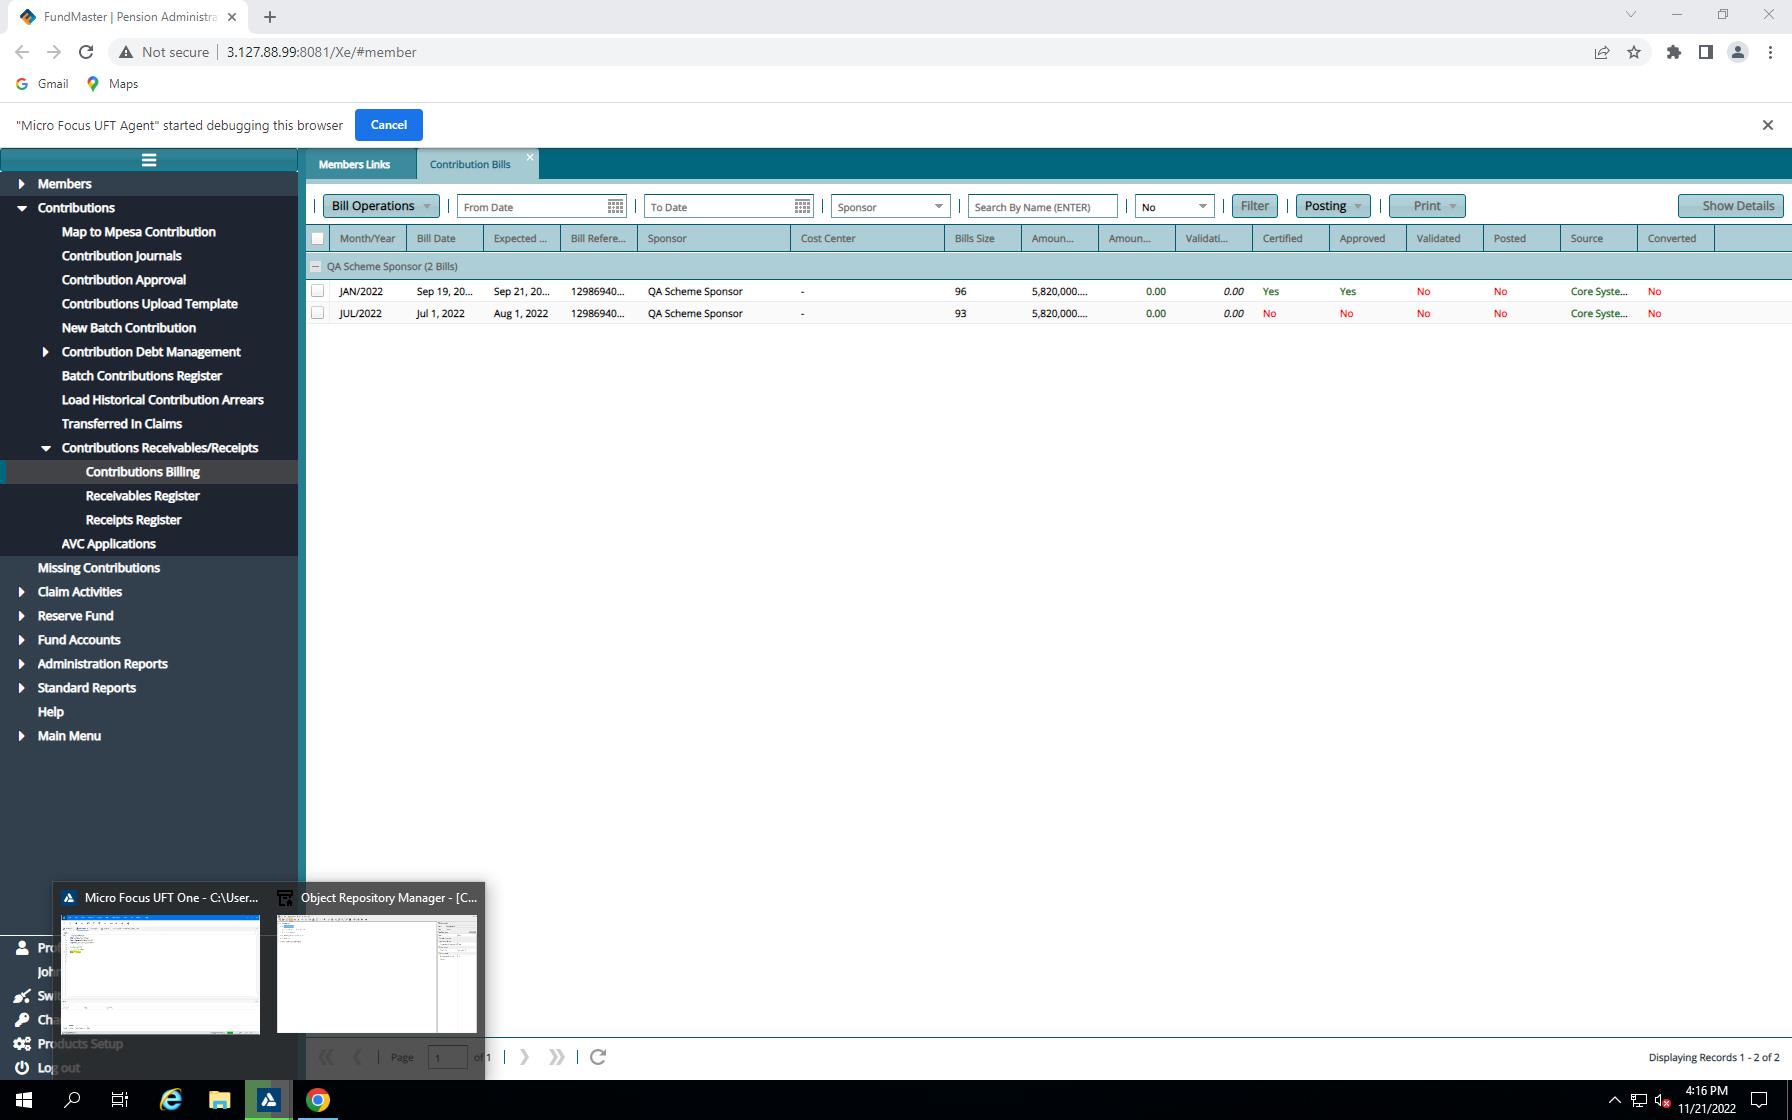 FundMaster | Pension Administra
Not secure
3.127.88.99:8081/Xe/#member
Gmail
Maps
"Micro Focus UFT Agent" started debugging this browser
Cancel
Members
Contributions
Map to Mpesa Contribution
Contribution Journals
Contribution Approval
Contributions Upload Template
New Batch Contribution
Contribution Debt Management
Batch Contributions Register
Load Historical Contribution Arrears
Transferred In Claims
Contributions Receivables/Receipts
Contributions Billing
Receivables Register
Receipts Register
AVC Applications
Missing Contributions
Claim Activities
Reserve Fund
Fund Accounts
Administration Reports
Standard Reports
Help
Main Menu
Members Links
Contribution Bills
Bill Operations From Date To Date Sponsor Search By Name (ENTER) No Filter Posting Print Show Details
Month/Year Bill Date Expected ... Bill Refere... Sponsor Cost Center Bills Size Amoun... Amoun... Validati... Certified Approved Validated Posted Source Converted
QA Scheme Sponsor (2 Bills)
JAN/2022 Sep 19, 20... Sep 21, 20... 12986940... QA Scheme Sponsor - 96 5,820,000.... 0.00 0.00 Yes Yes No No Core Syste... No
JUL/2022 Jul 1, 2022 Aug 1, 2022 12986940... QA Scheme Sponsor - 93 5,820,000.... 0.00 0.00 No No No No Core Syste... No
Micro Focus UFT One - C:\User...
Object Repository Manager - [C...
Pro
John
Swi
Cha
Products Setup
Log out
Page 1 of 1
Displaying Records 1 - 2 of 2
4:16 PM
11/21/2022